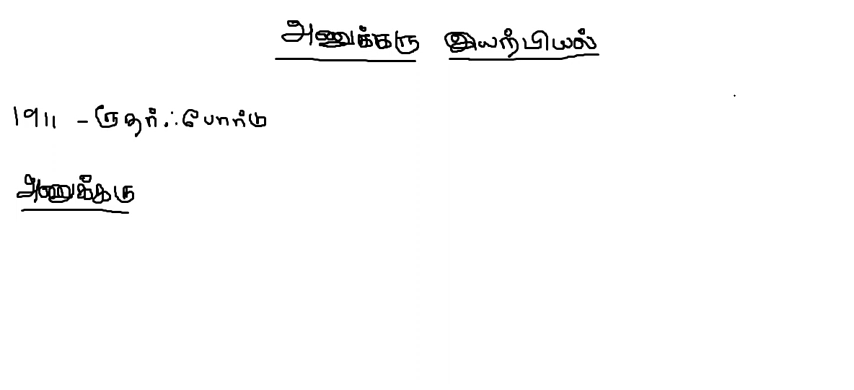 அணுக்கரு இயற்பியல்
1911 - ருதர்ஃபோர்டு
அணுக்கரு